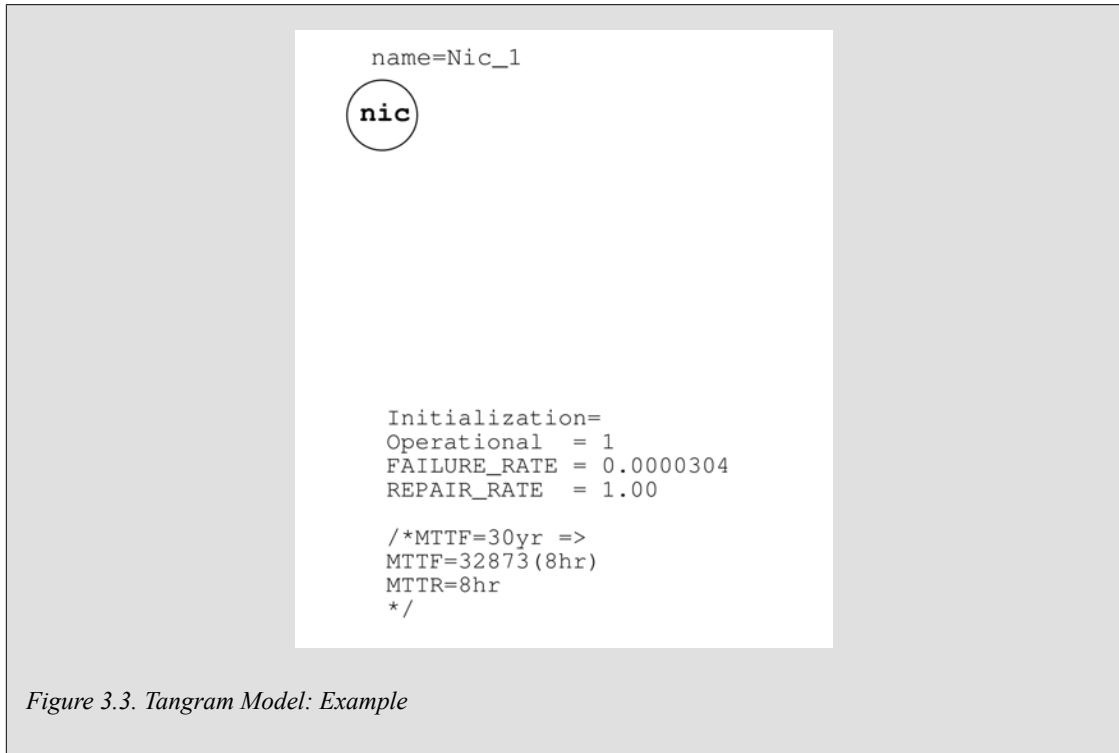 name=Nic_1
nic
Initialization=
Operational = 1
FAILURE_RATE = 0.0000304
REPAIR_RATE = 1.00
/*MTTF=30yr =>
MTTF=32873(8hr)
MTTR=8hr
*/
Figure 3.3. Tangram Model: Example